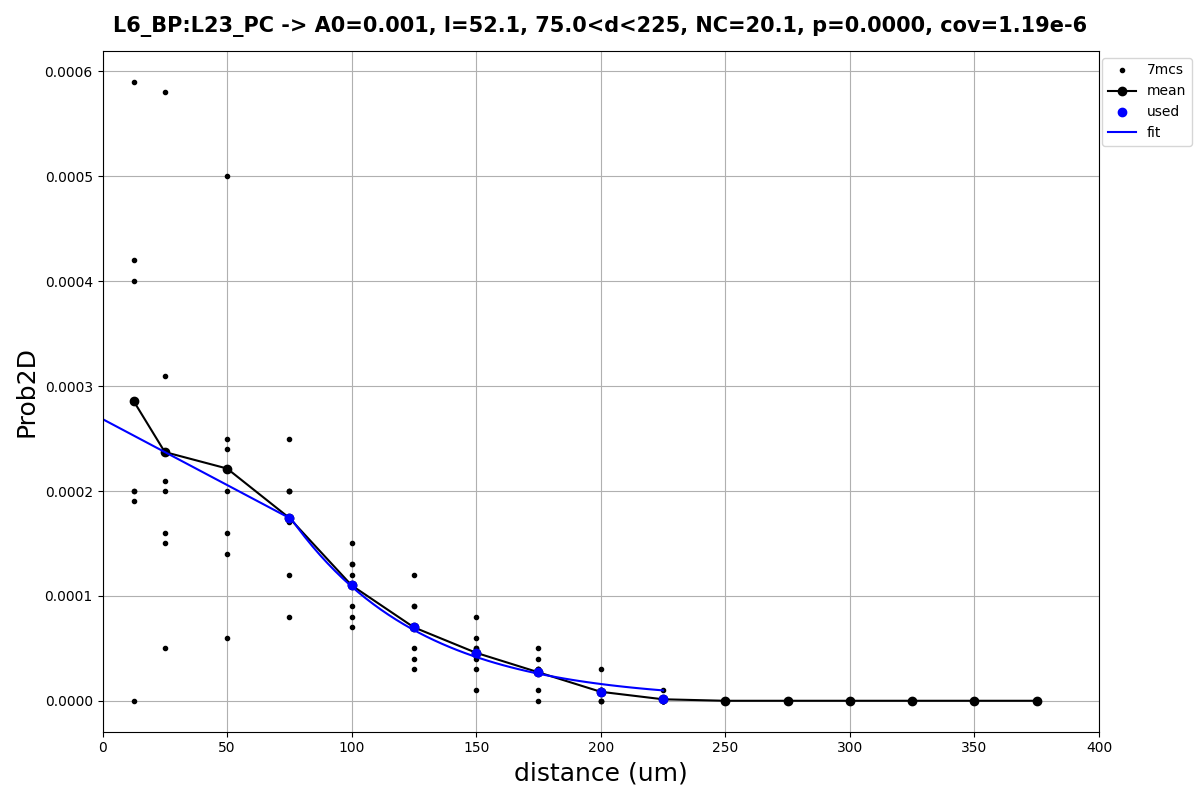 L6_BP:L23_PC -> A0=0.001, l=52.1, 75.0<d<225, NC=20.1, p=0.0000, cov=1.19e-6
7mcs
mean
used
fit
Prob2D
0.0006
0.0005
0.0004
0.0003
0.0002
0.0001
0.0000
0 50 100 150 200 250 300 350 400
distance (um)